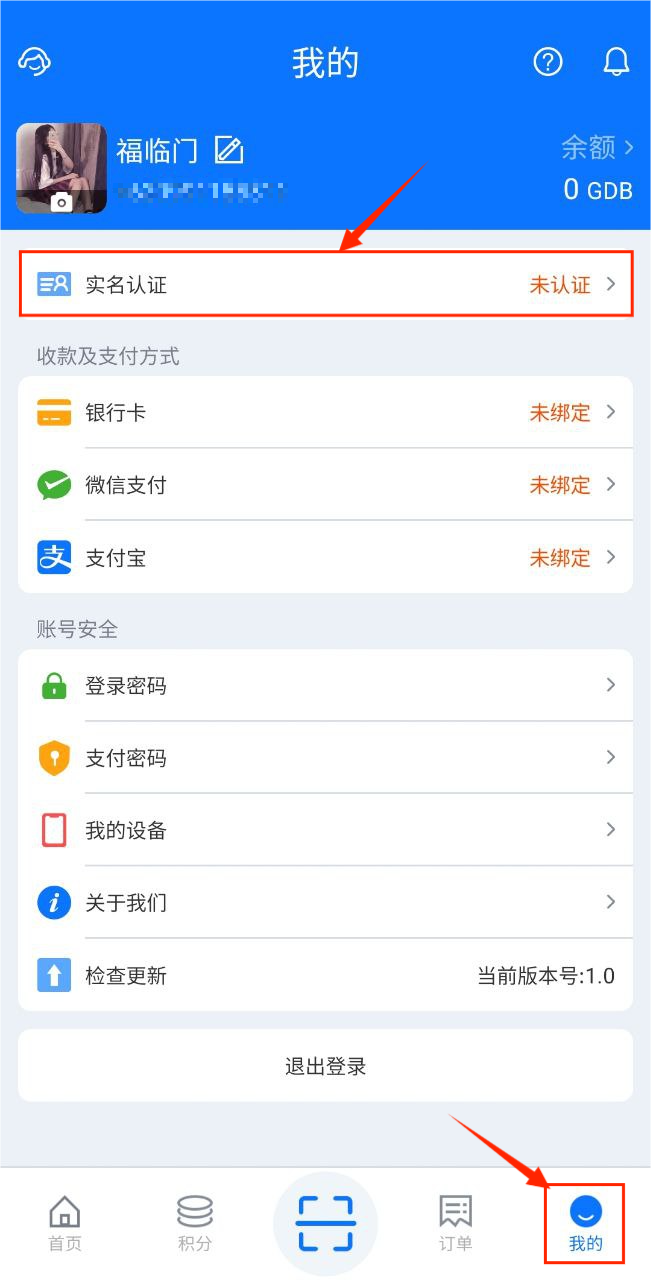 我的
福临门
余额
0 GDB
实名认证 未认证
收款及支付方式
银行卡 未绑定
微信支付 未绑定
支付宝 未绑定
账号安全
登录密码
支付密码
我的设备
关于我们
检查更新 当前版本号:1.0
退出登录
首页 积分 订单 我的